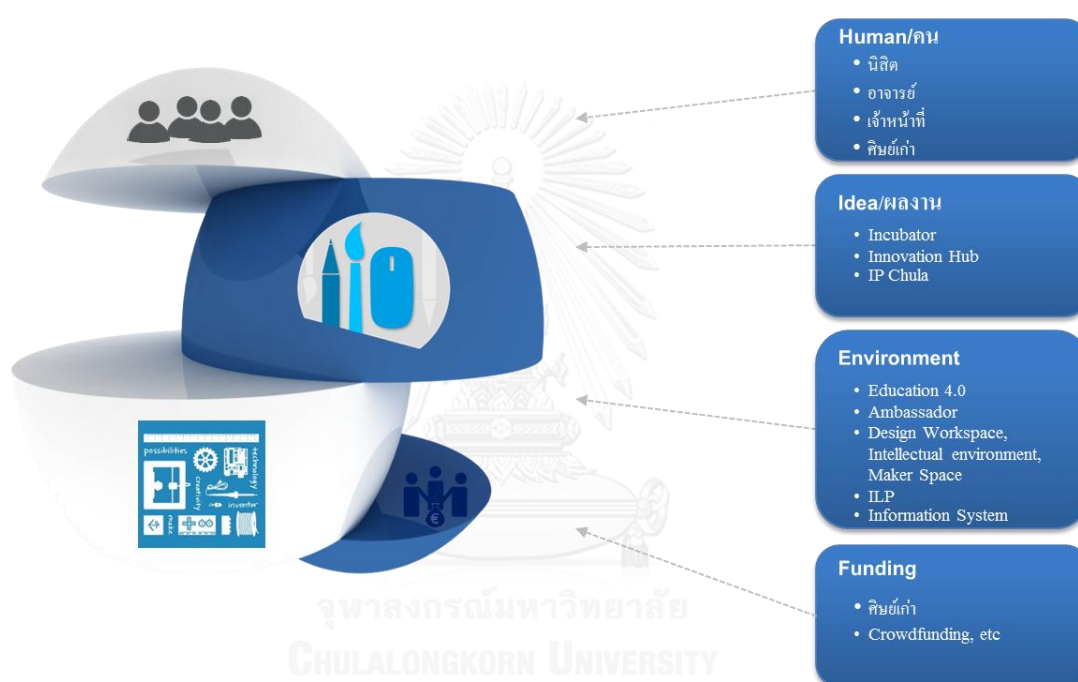 Human/คน
• นิสิต
• อาจารย์
• เจ้าหน้าที่
• ศิษย์เก่า
Idea/ผลงาน
• Incubator
• Innovation Hub
• IP Chula
Environment
• Education 4.0
• Ambassador
• Design Workspace,
Intellectual environment,
Maker Space
• ILP
• Information System
Funding
• ศิษย์เก่า
• Crowdfunding, etc
possibilities
technology
creativity
inventor
make
€
จุฬาลงกรณ์มหาวิทยาลัย
CHULALONGKORN UNIVERSITY